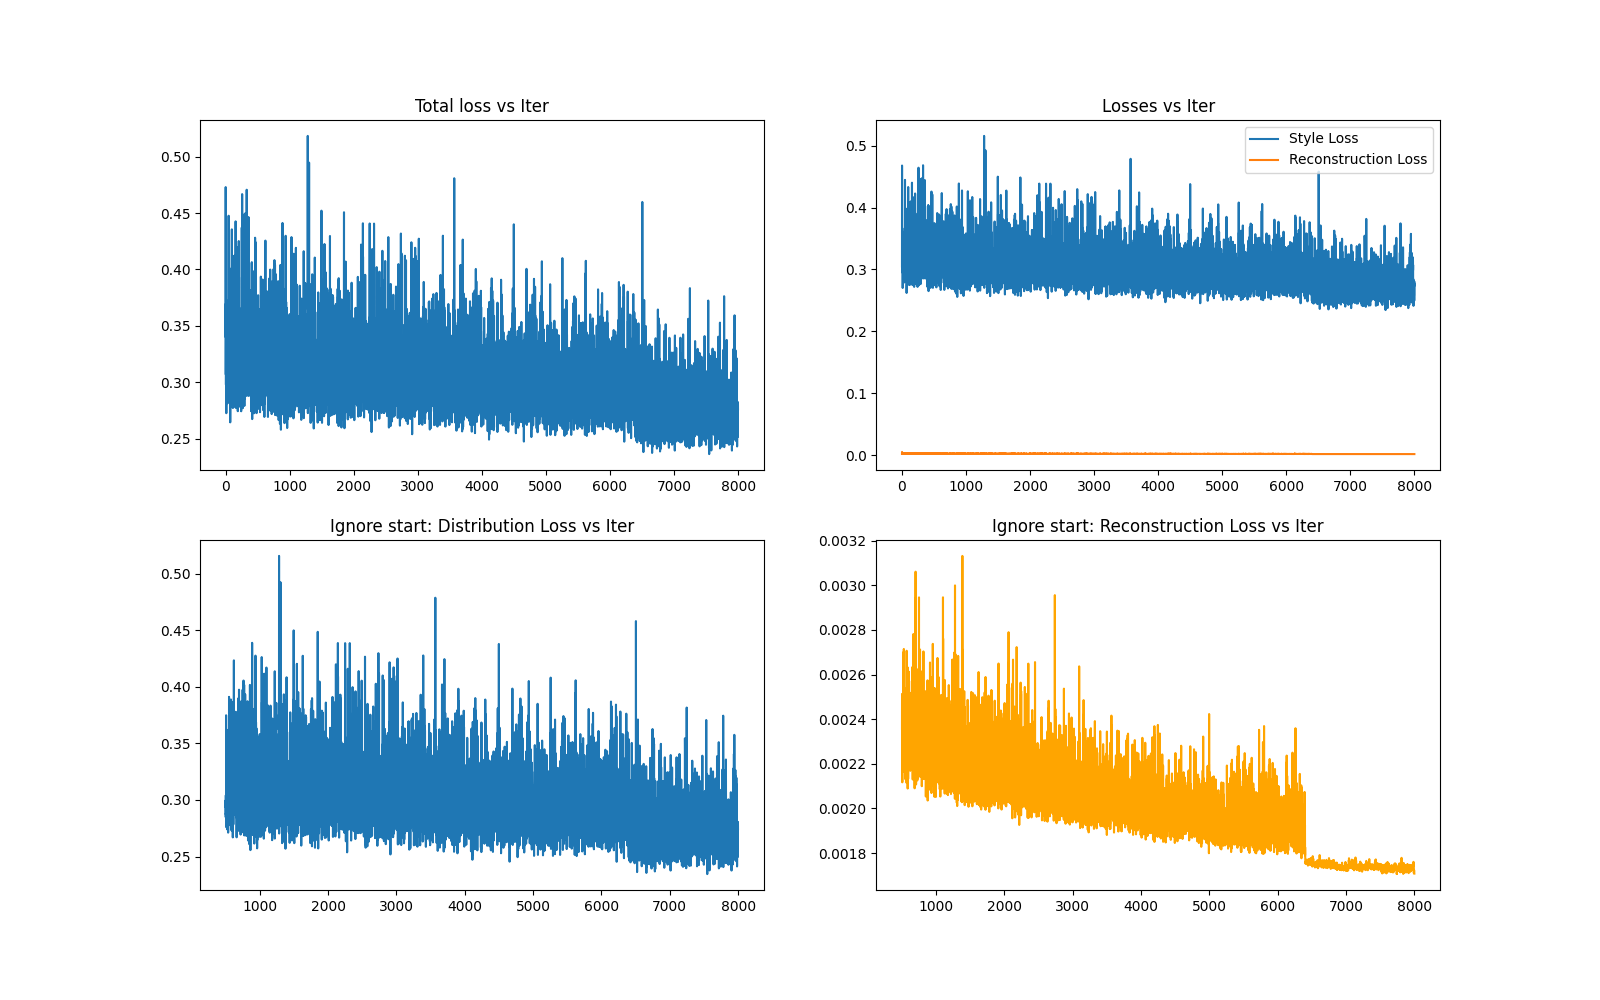 Total loss vs Iter
0.50
0.45
0.40
0.35
0.30
0.25
0 1000 2000 3000 4000 5000 6000 7000 8000
Losses vs Iter
Style Loss
Reconstruction Loss
0.5
0.4
0.3
0.2
0.1
0.0
0 1000 2000 3000 4000 5000 6000 7000 8000
Ignore start: Distribution Loss vs Iter
0.50
0.45
0.40
0.35
0.30
0.25
1000 2000 3000 4000 5000 6000 7000 8000
Ignore start: Reconstruction Loss vs Iter
0.0032
0.0030
0.0028
0.0026
0.0024
0.0022
0.0020
0.0018
1000 2000 3000 4000 5000 6000 7000 8000